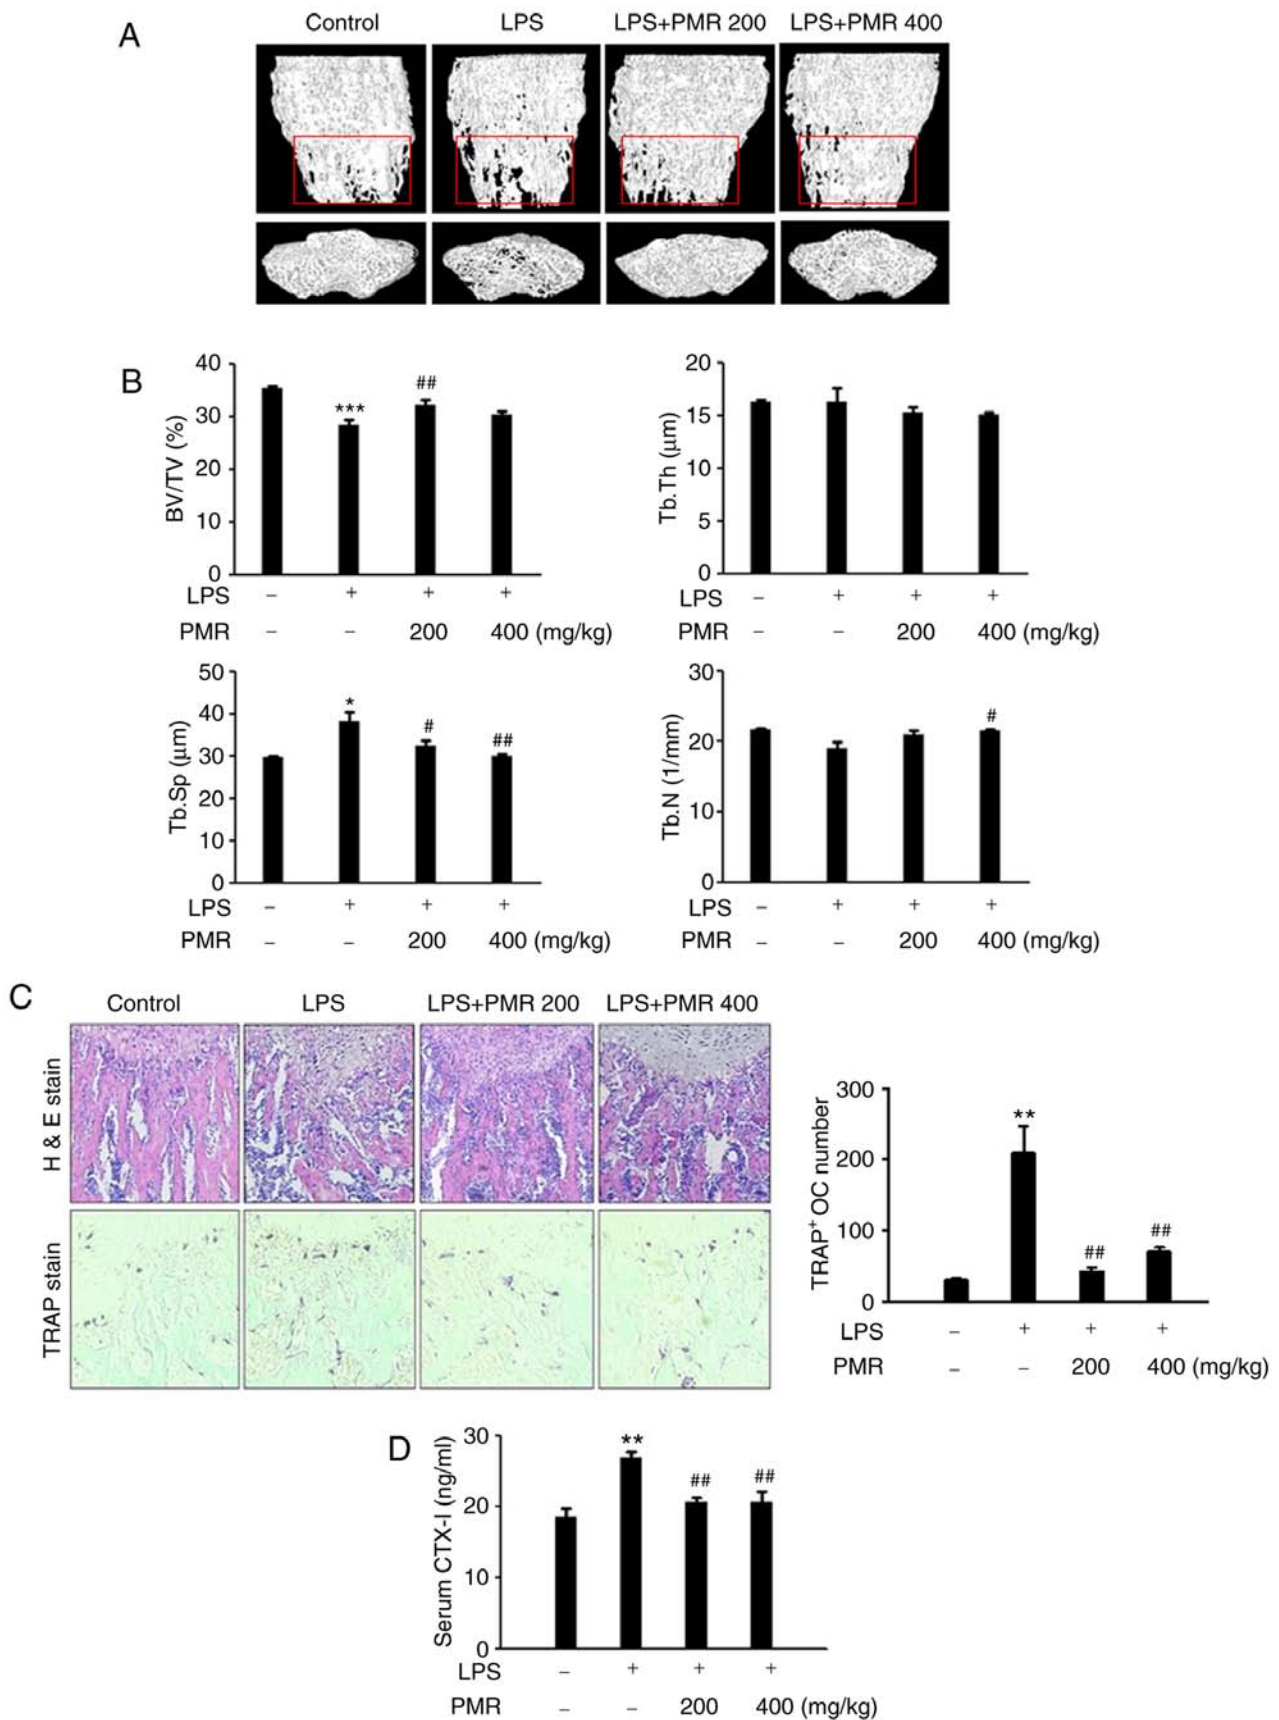 A
Control LPS LPS+PMR 200 LPS+PMR 400
B
40
30
20
10
0
BV/TV (%)
***
##
LPS – + + +
PMR – – 200 400 (mg/kg)
20
15
10
5
0
Tb.Th (μm)
LPS – + + +
PMR – – 200 400 (mg/kg)
50
40
30
20
10
0
Tb.Sp (μm)
*
#
##
LPS – + + +
PMR – – 200 400 (mg/kg)
30
20
10
0
Tb.N (1/mm)
#
LPS – + + +
PMR – – 200 400 (mg/kg)
C
Control LPS LPS+PMR 200 LPS+PMR 400
H & E stain
TRAP stain
300
200
100
0
TRAP⁺ OC number
**
##
##
LPS – + + +
PMR – – 200 400 (mg/kg)
D
30
20
10
0
Serum CTX-I (ng/ml)
**
##
##
LPS – + + +
PMR – – 200 400 (mg/kg)